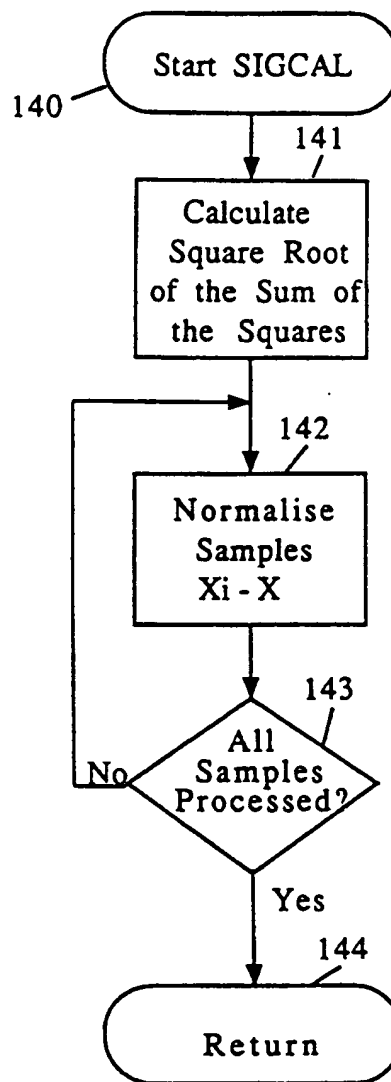 Start SIGCAL
140
141
Calculate
Square Root
of the Sum of
the Squares
142
Normalise
Samples
Xi - X
143
All
Samples
Processed?
No
Yes
144
Return